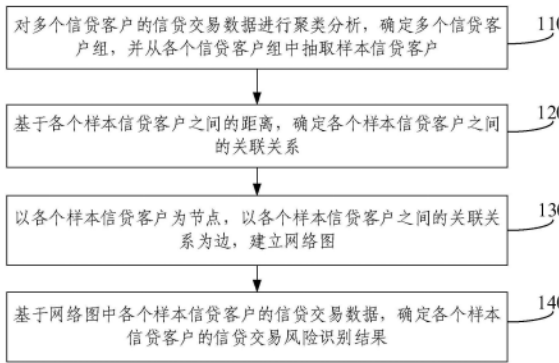 对多个信贷客户的信贷交易数据进行聚类分析，确定多个信贷客
户组，并从各个信贷客户组中抽取样本信贷客户
110
基于各个样本信贷客户之间的距离，确定各个样本信贷客户之间
的关联关系
120
以各个样本信贷客户为节点，以各个样本信贷客户之间的关联关
系为边，建立网络图
130
基于网络图中各个样本信贷客户的信贷交易数据，确定各个样本
信贷客户的信贷交易风险识别结果
140